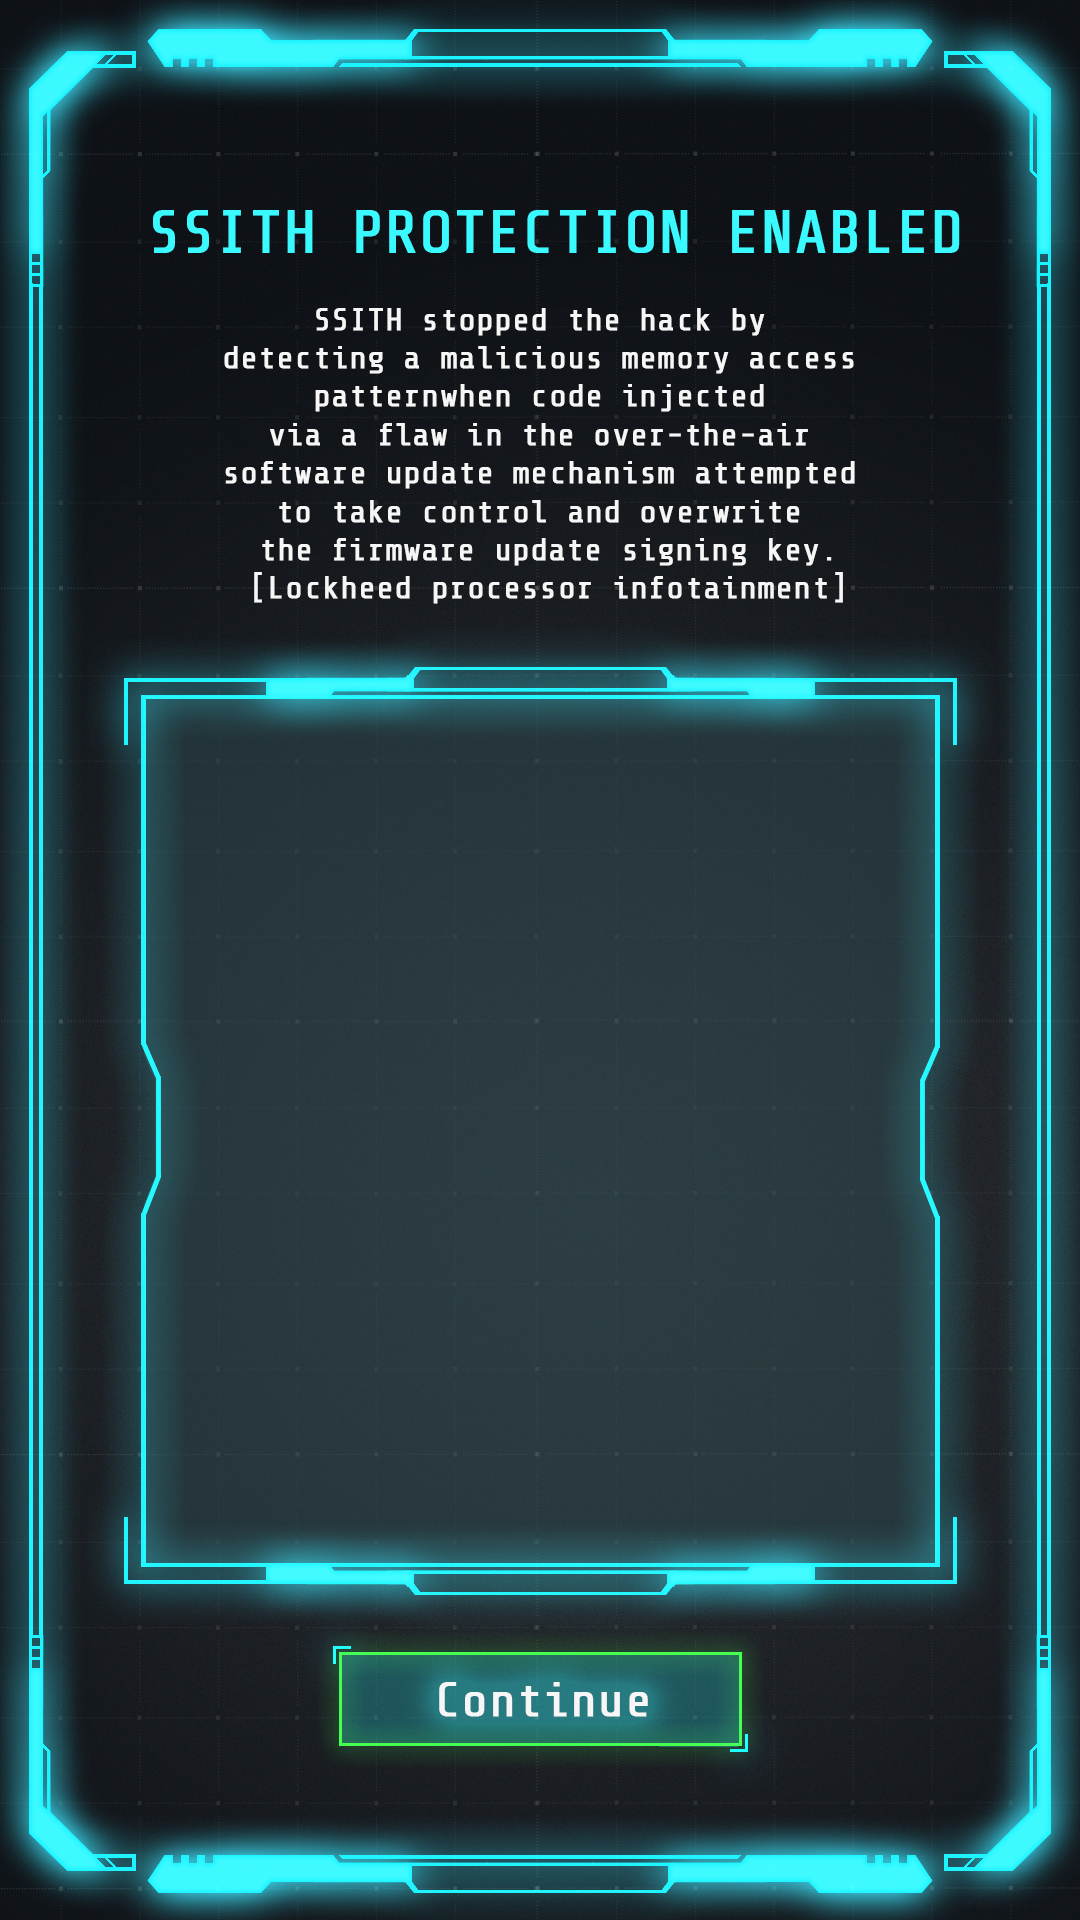 SSITH PROTECTION ENABLED
SSITH stopped the hack by
detecting a malicious memory access
patternwhen code injected
via a flaw in the over-the-air
software update mechanism attempted
to take control and overwrite
the firmware update signing key.
[Lockheed processor infotainment]
Continue